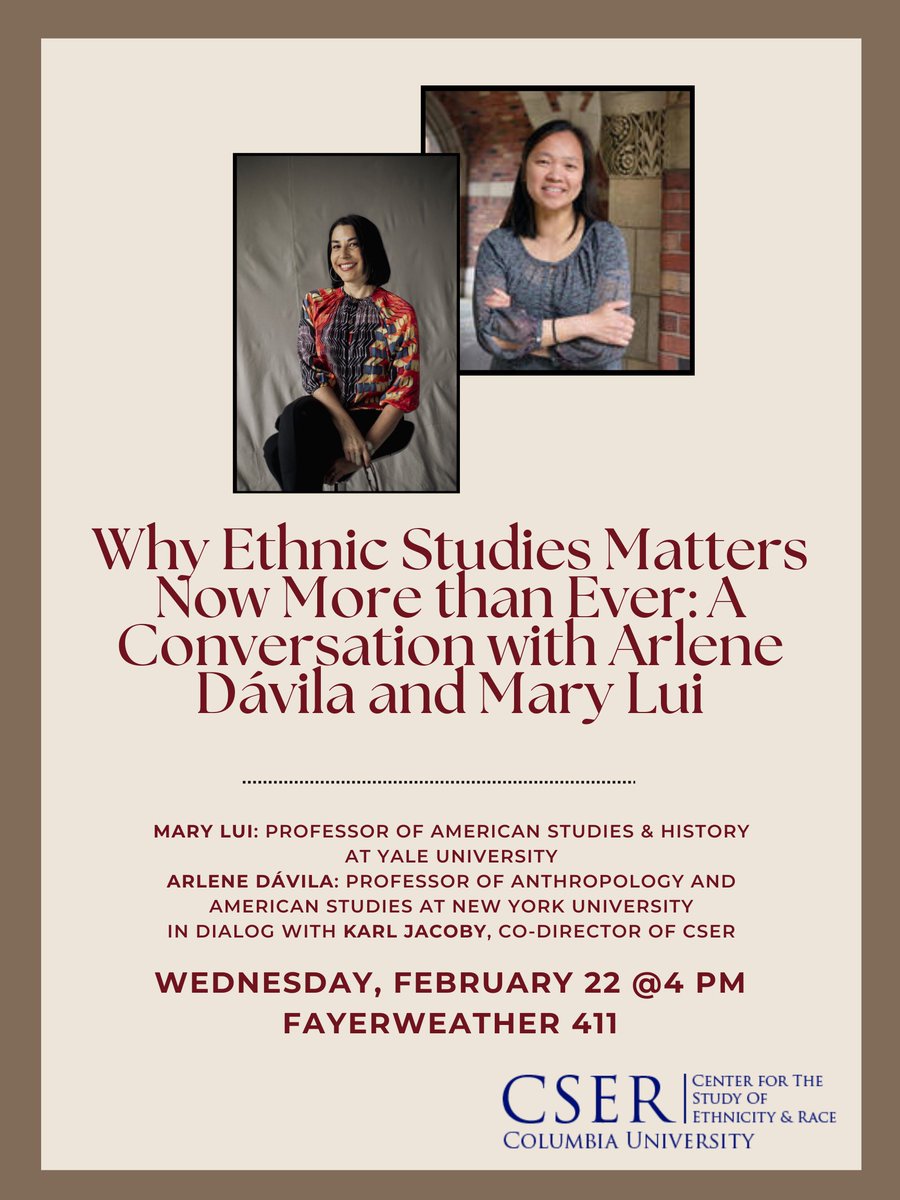 Why Ethnic Studies Matters
Now More than Ever: A
Conversation with Arlene
Dávila and Mary Lui
MARY LUI: PROFESSOR OF AMERICAN STUDIES & HISTORY
AT YALE UNIVERSITY
ARLENE DÁVILA: PROFESSOR OF ANTHROPOLOGY AND
AMERICAN STUDIES AT NEW YORK UNIVERSITY
IN DIALOG WITH KARL JACOBY, CO-DIRECTOR OF CSER
WEDNESDAY, FEBRUARY 22 @4 PM
FAYERWEATHER 411
CSER
CENTER FOR THE
STUDY OF
ETHNICITY & RACE
COLUMBIA UNIVERSITY